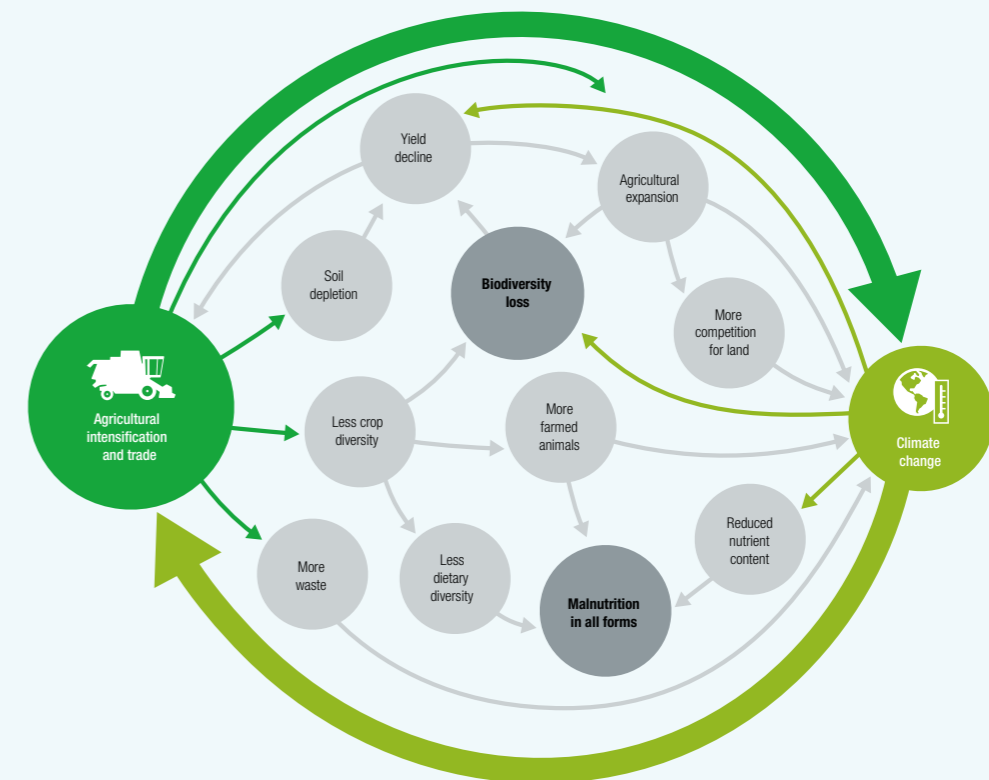 Yield
decline
Agricultural
expansion
Soil
depletion
Biodiversity
loss
More
competition
for land
Agricultural
intensification
and trade
Less crop
diversity
More
farmed
animals
Climate
change
More
waste
Less
dietary
diversity
Reduced
nutrient
content
Malnutrition
in all forms